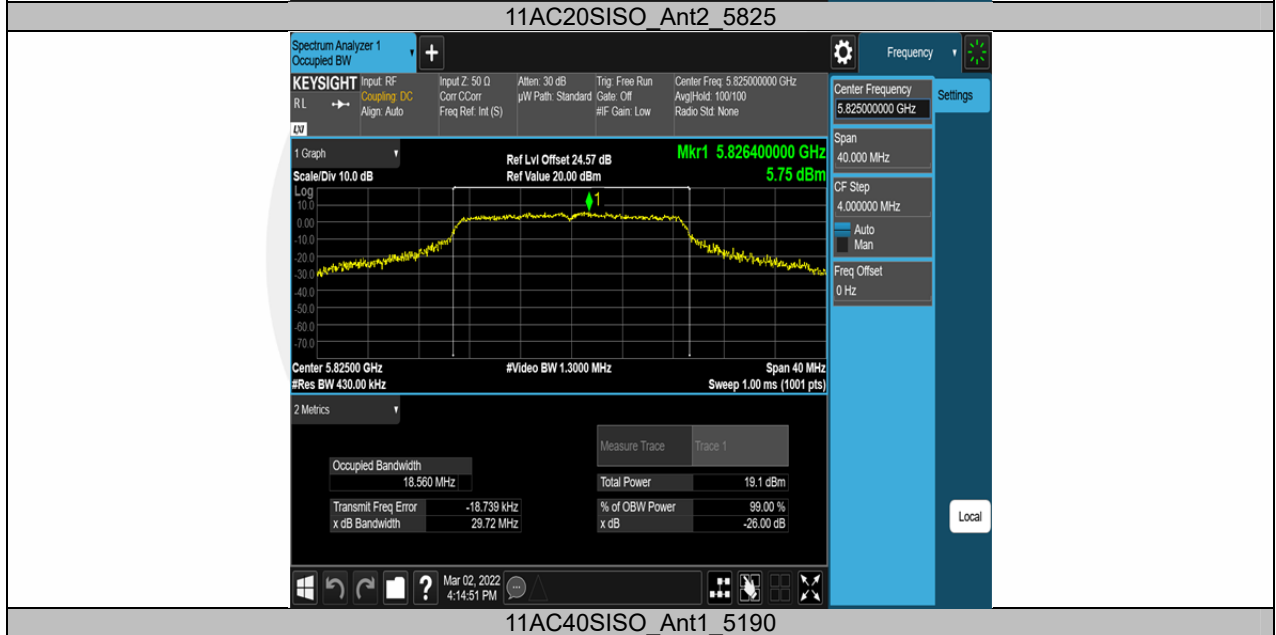 11AC20SISO_Ant2_5825
Spectrum Analyzer 1
Occupied BW
+
Frequency
KEYSIGHT
RL
LXI
Input: RF
Coupling: DC
Align: Auto
Input Z: 50 Ω
Corr CCorr
Freq Ref: Int (S)
Atten: 30 dB
µW Path: Standard
Trig: Free Run
Gate: Off
#IF Gain: Low
Center Freq: 5.825000000 GHz
Avg|Hold: 100/100
Radio Std: None
Center Frequency
5.825000000 GHz
Settings
Span
40.000 MHz
CF Step
4.000000 MHz
Auto
Man
Freq Offset
0 Hz
1 Graph
Scale/Div 10.0 dB
Ref Lvl Offset 24.57 dB
Ref Value 20.00 dBm
Mkr1 5.826400000 GHz
5.75 dBm
Log
10.0
0.00
-10.0
-20.0
-30.0
-40.0
-50.0
-60.0
-70.0
1
Center 5.82500 GHz
#Res BW 430.00 kHz
#Video BW 1.3000 MHz
Span 40 MHz
Sweep 1.00 ms (1001 pts)
2 Metrics
Measure Trace Trace 1
Occupied Bandwidth
18.560 MHz
Total Power 19.1 dBm
Transmit Freq Error -18.739 kHz
% of OBW Power 99.00 %
x dB Bandwidth 29.72 MHz
x dB -26.00 dB
Local
?
Mar 02, 2022
4:14:51 PM
11AC40SISO_Ant1_5190